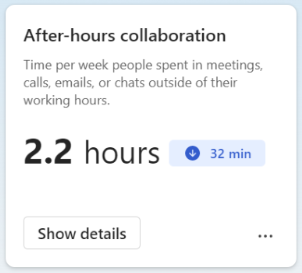 After-hours collaboration
Time per week people spent in meetings,
calls, emails, or chats outside of their
working hours.
2.2 hours 32 min
Show details